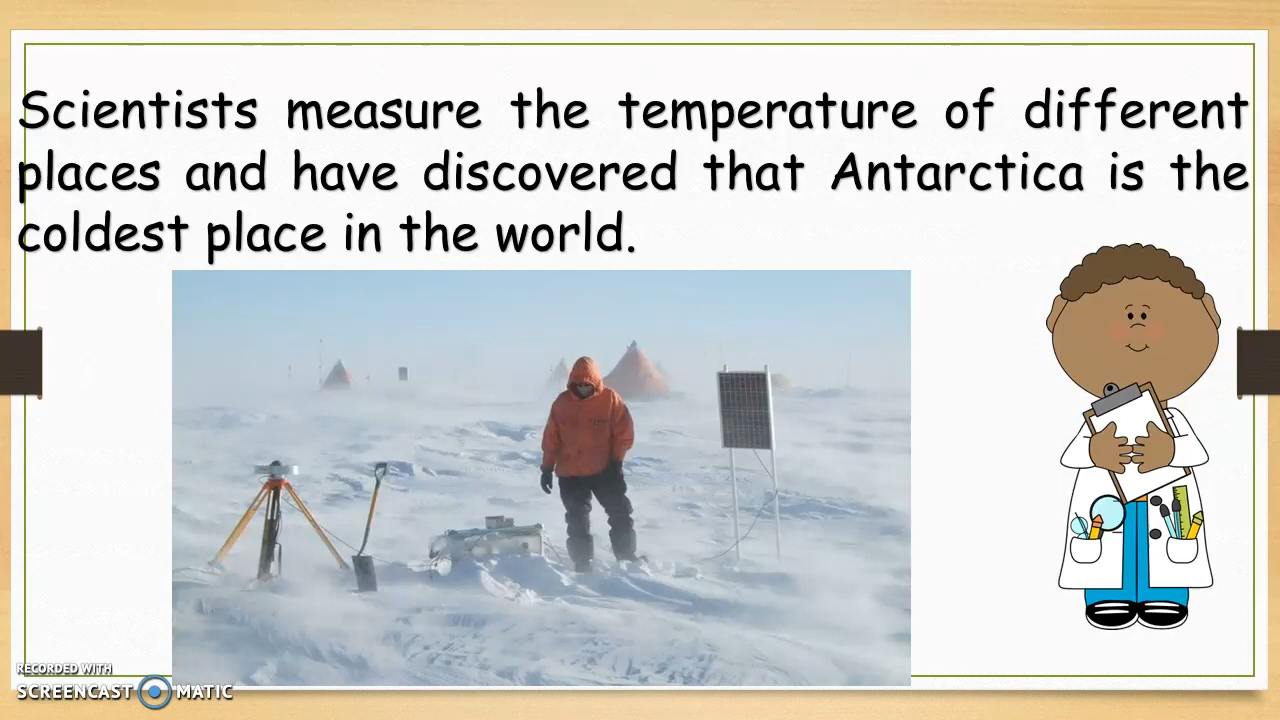 Scientists measure the temperature of different
places and have discovered that Antarctica is the
coldest place in the world.
RECORDED WITH
SCREENCAST MATIC